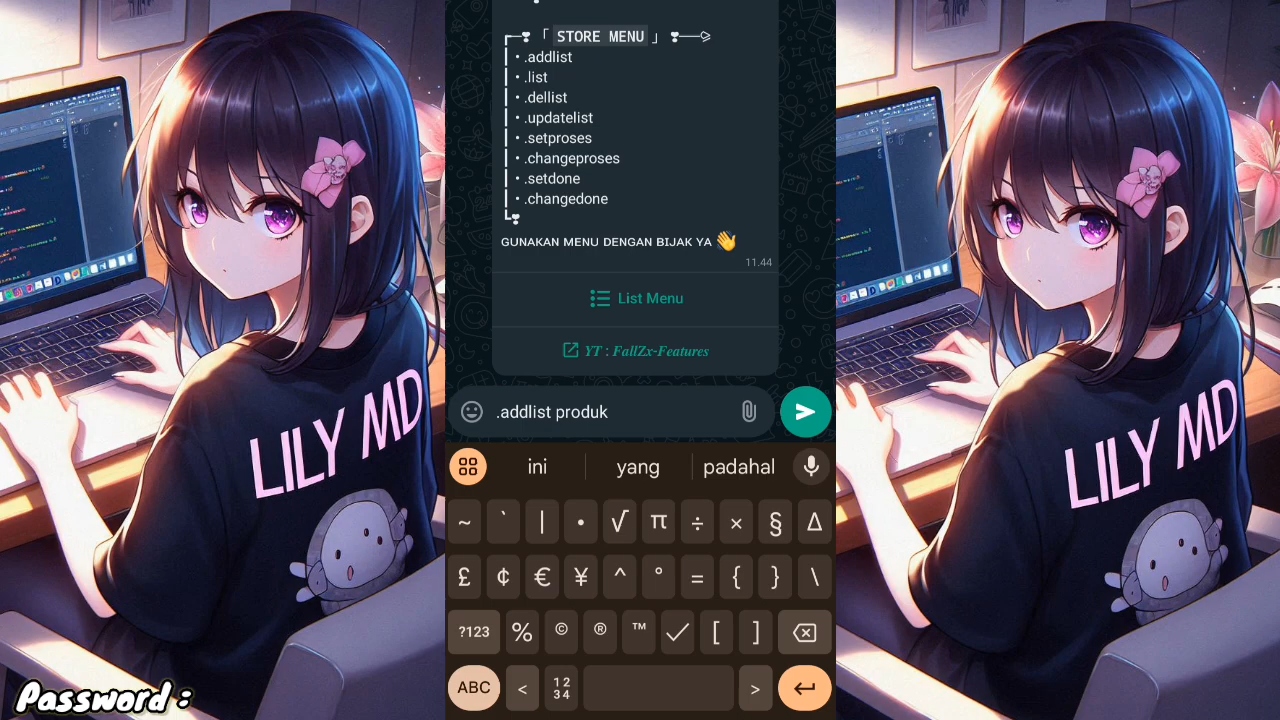 「 STORE MENU 」
• .addlist
• .list
• .dellist
• .updatelist
• .setproses
• .changeproses
• .setdone
• .changedone
GUNAKAN MENU DENGAN BIJAK YA 👋
11.44
List Menu
YT : FallZx-Features
.addlist produk
ini yang padahal
~ ` | • √ π ÷ × § Δ
£ ¢ € ¥ ^ ° = { } \
?123 % © ® ™ ✓ [ ]
ABC < 12 34 >
LILY MD
LILY MD
Password :